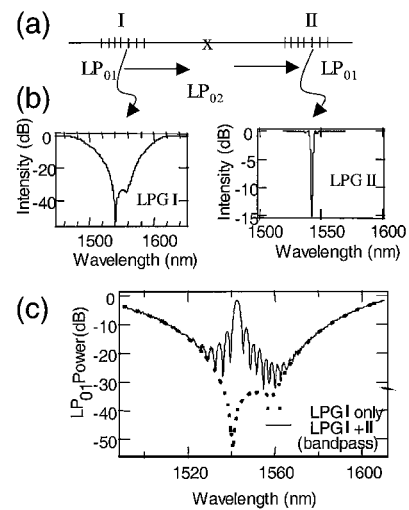 (a) I II
x
LP01 LP02 LP01
(b)
Intensity (dB) 0 -20 -40 LPG I 1500 1600 Wavelength (nm)
Intensity (dB) 0 -5 -10 -15 LPG II 1500 1550 1600 Wavelength (nm)
(c)
LP01 Power(dB)
0
-10
-20
-30
-40
-50
LPG I only
LPG I + II
(bandpass)
1520 1560 1600
Wavelength (nm)